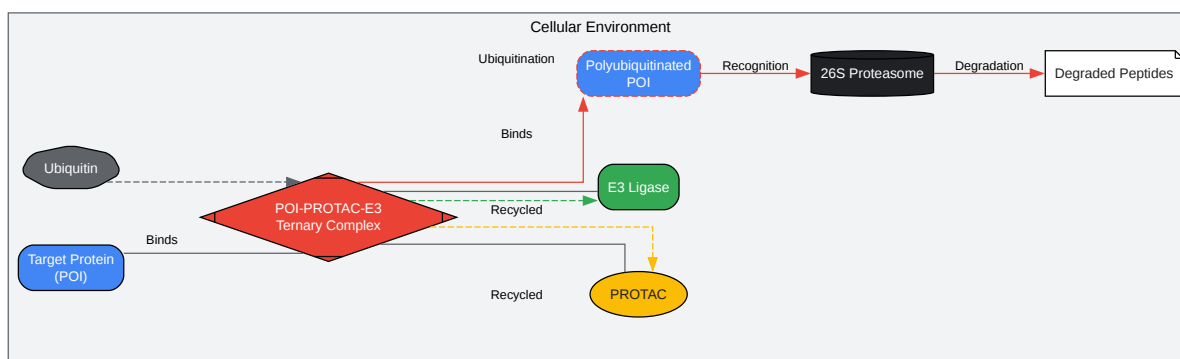 Cellular Environment
Ubiquitination
Polyubiquitinated
POI
Recognition
26S Proteasome
Degradation
Degraded Peptides
Binds
Ubiquitin
E3 Ligase
POI-PROTAC-E3
Ternary Complex
Recycled
Binds
Target Protein
(POI)
Recycled
PROTAC